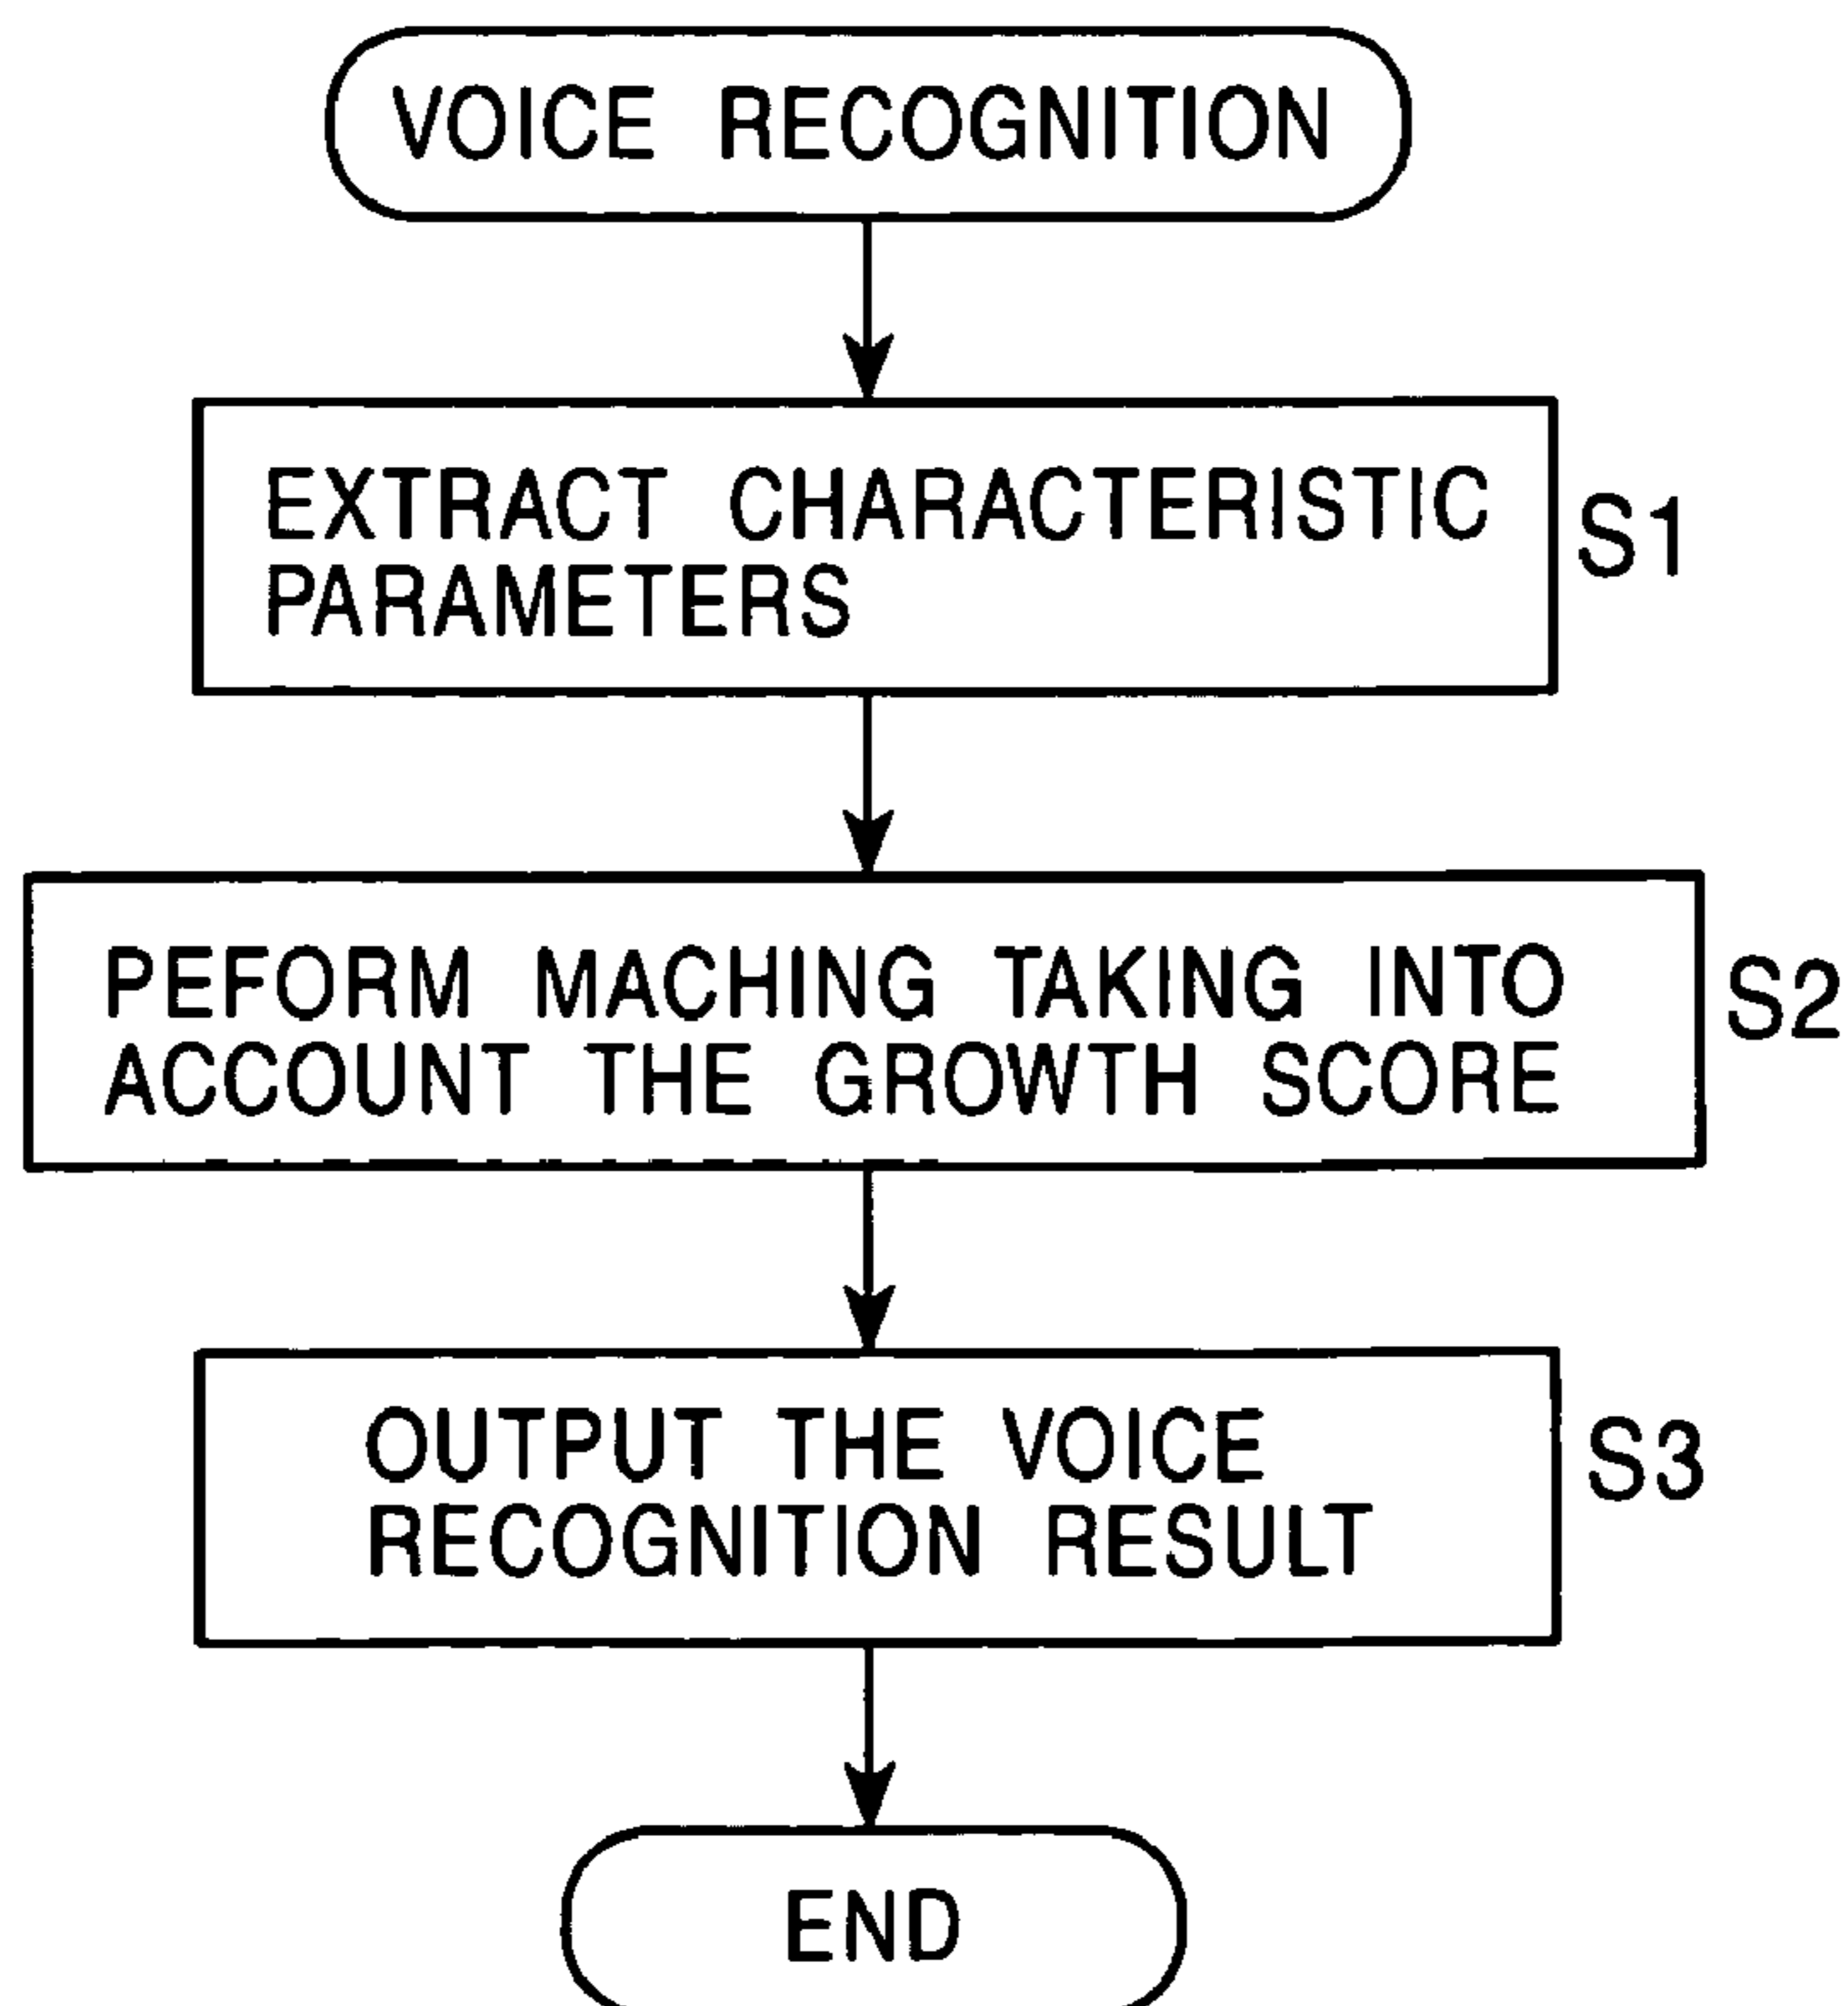 VOICE RECOGNITION
EXTRACT CHARACTERISTIC
PARAMETERS
S1
PEFORM MACHING TAKING INTO
ACCOUNT THE GROWTH SCORE
S2
OUTPUT THE VOICE
RECOGNITION RESULT
S3
END